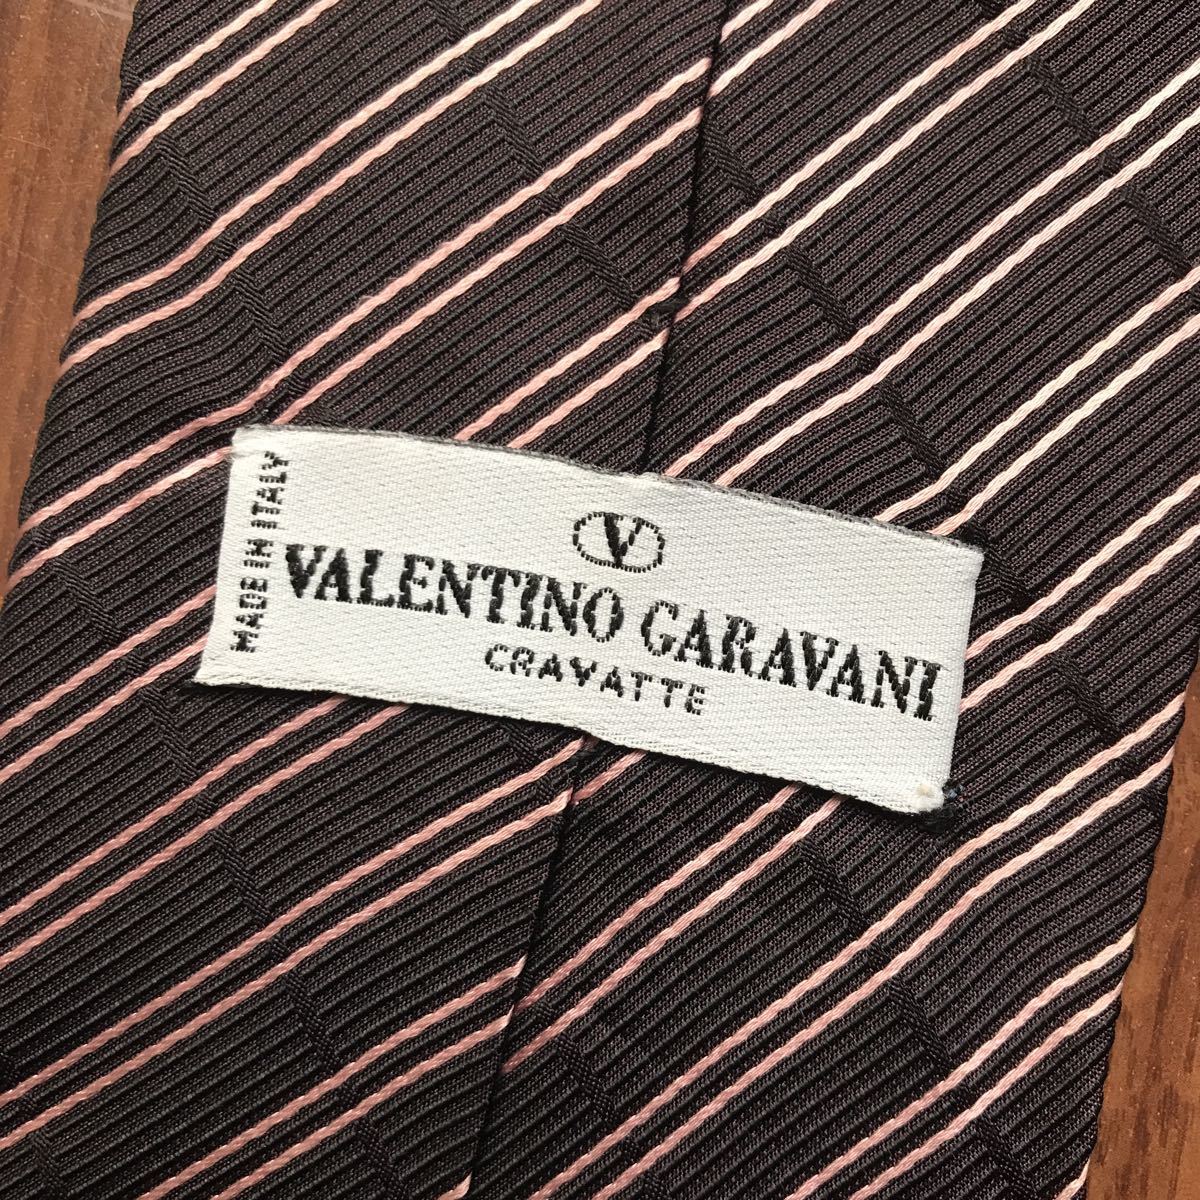 V
VALENTINO GARAVANI
CRAVATTE
MADE IN ITALY